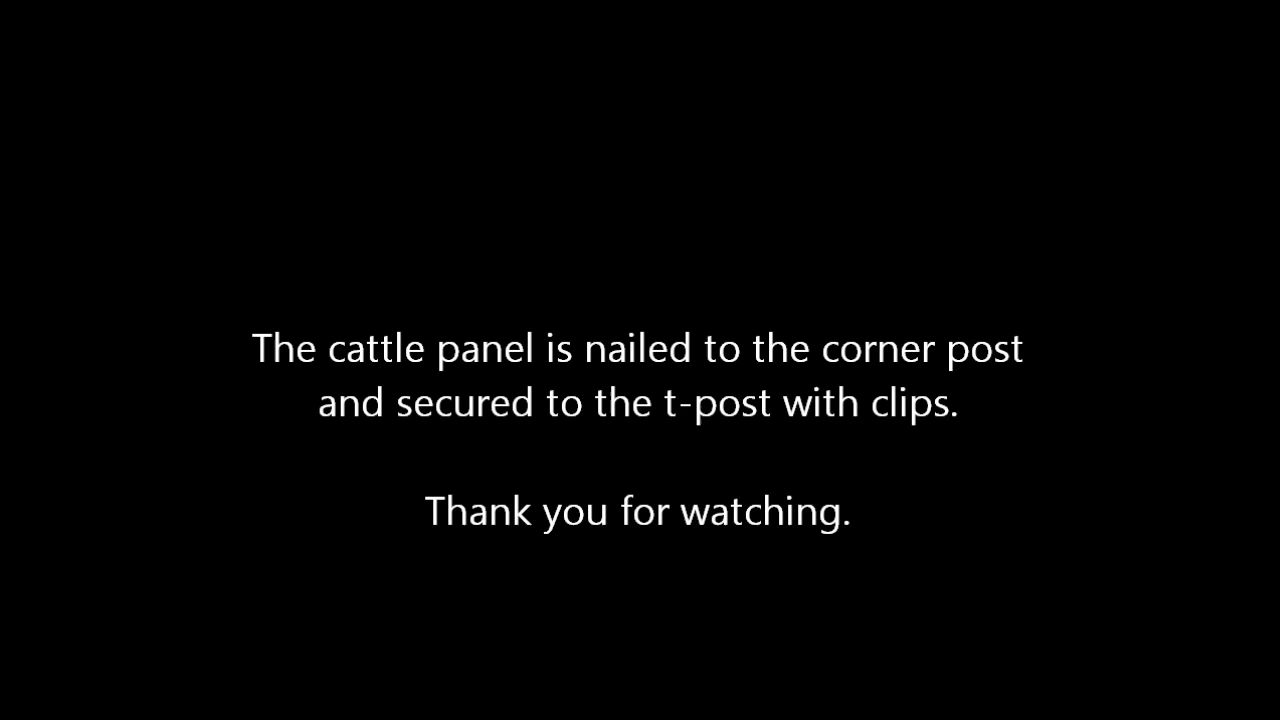 The cattle panel is nailed to the corner post
and secured to the t-post with clips.
Thank you for watching.